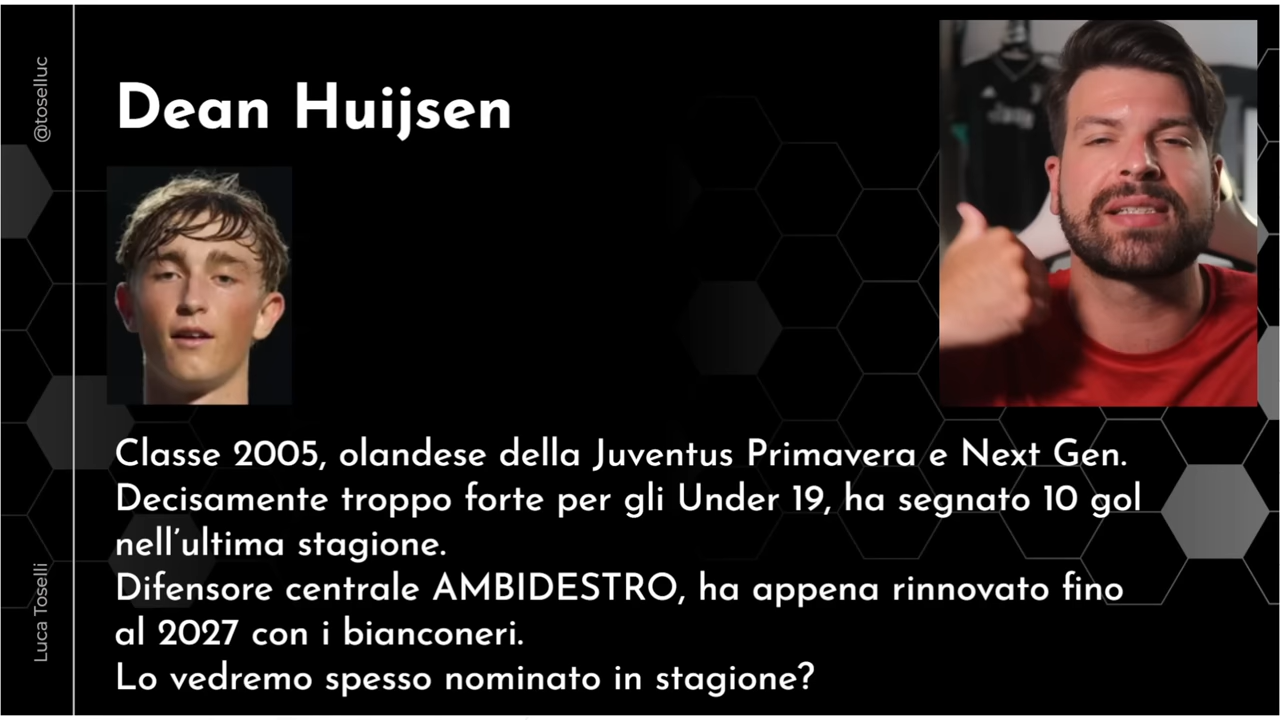 @toselluc
Luca Toselli
Dean Huijsen
Classe 2005, olandese della Juventus Primavera e Next Gen.
Decisamente troppo forte per gli Under 19, ha segnato 10 gol
nell'ultima stagione.
Difensore centrale AMBIDESTRO, ha appena rinnovato fino
al 2027 con i bianconeri.
Lo vedremo spesso nominato in stagione?